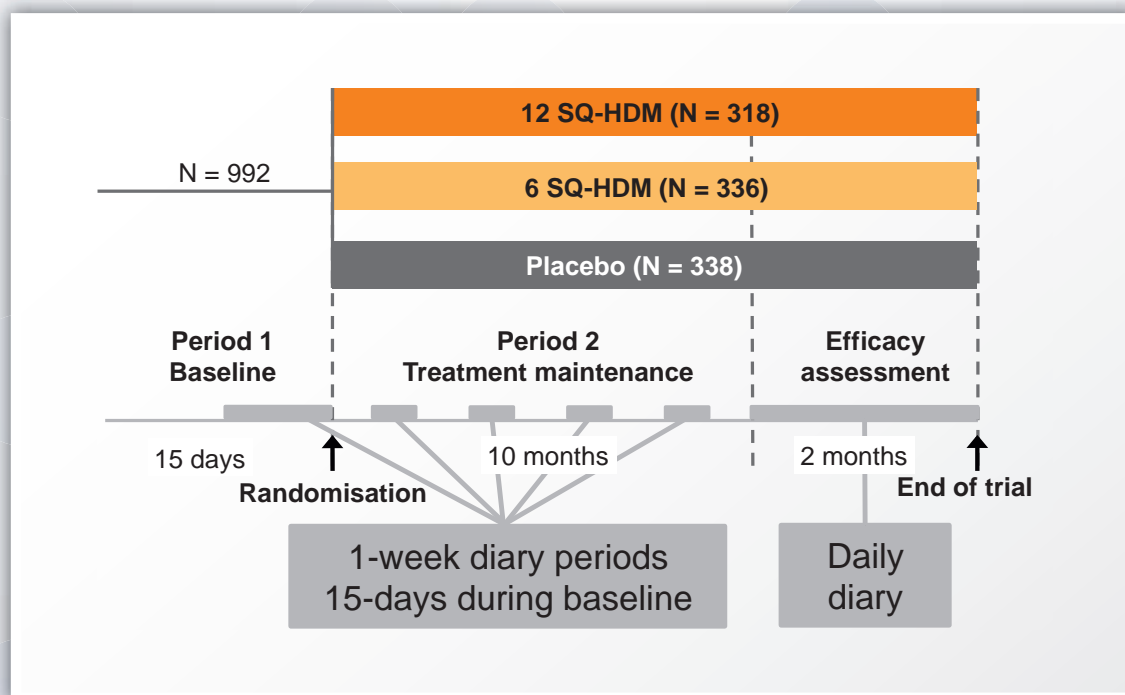 12 SQ-HDM (N = 318)
N = 992
6 SQ-HDM (N = 336)
Placebo (N = 338)
Period 1
Baseline
Period 2
Treatment maintenance
Efficacy
assessment
15 days
10 months
2 months
Randomisation
End of trial
1-week diary periods
15-days during baseline
Daily
diary